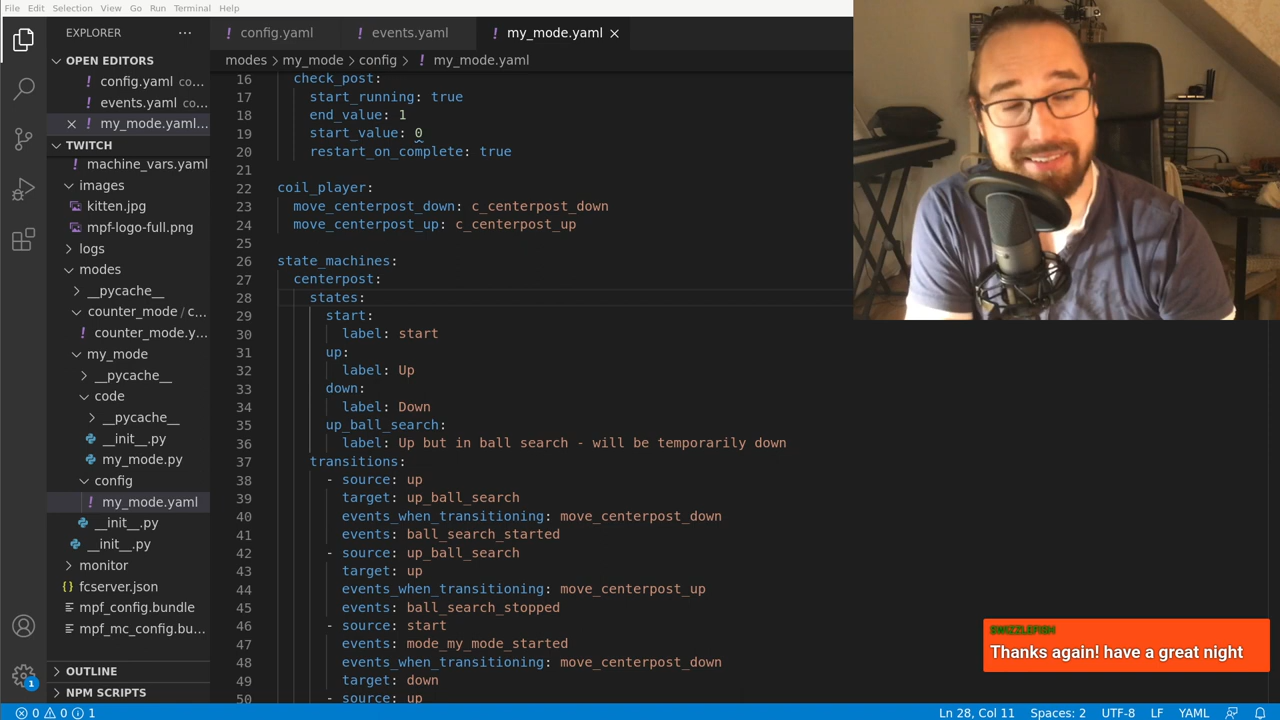 File Edit Selection View Go Run Terminal Help
EXPLORER
OPEN EDITORS
config.yaml co...
events.yaml co...
my_mode.yaml...
TWITCH
machine_vars.yaml
images
kitten.jpg
mpf-logo-full.png
logs
modes
__pycache__
counter_mode / c...
counter_mode.y...
my_mode
__pycache__
code
__pycache__
__init__.py
my_mode.py
config
my_mode.yaml
__init__.py
__init__.py
monitor
fcserver.json
mpf_config.bundle
mpf_mc_config.bu...
OUTLINE
NPM SCRIPTS
config.yaml events.yaml my_mode.yaml
modes > my_mode > config > my_mode.yaml
16 check_post:
17 start_running: true
18 end_value: 1
19 start_value: 0
20 restart_on_complete: true
21
22 coil_player:
23 move_centerpost_down: c_centerpost_down
24 move_centerpost_up: c_centerpost_up
25
26 state_machines:
27 centerpost:
28 states:
29 start:
30 label: start
31 up:
32 label: Up
33 down:
34 label: Down
35 up_ball_search:
36 label: Up but in ball search - will be temporarily down
37 transitions:
38 - source: up
39 target: up_ball_search
40 events_when_transitioning: move_centerpost_down
41 events: ball_search_started
42 - source: up_ball_search
43 target: up
44 events_when_transitioning: move_centerpost_up
45 events: ball_search_stopped
46 - source: start
47 events: mode_my_mode_started
48 events_when_transitioning: move_centerpost_down
49 target: down
50 - source: up
SWIZZLEFISH
Thanks again! have a great night
1
0 0 1
Ln 28, Col 11 Spaces: 2 UTF-8 LF YAML